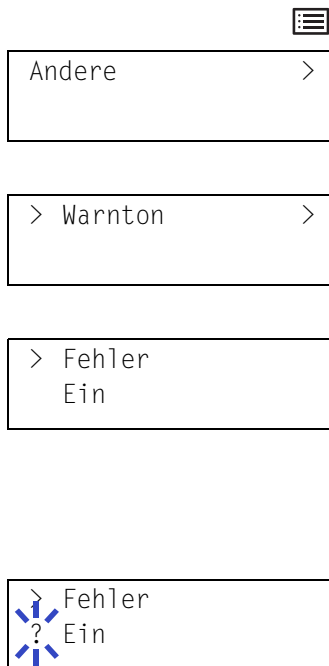 Andere >
> Warnton >
> Fehler
Ein
> Fehler
? Ein